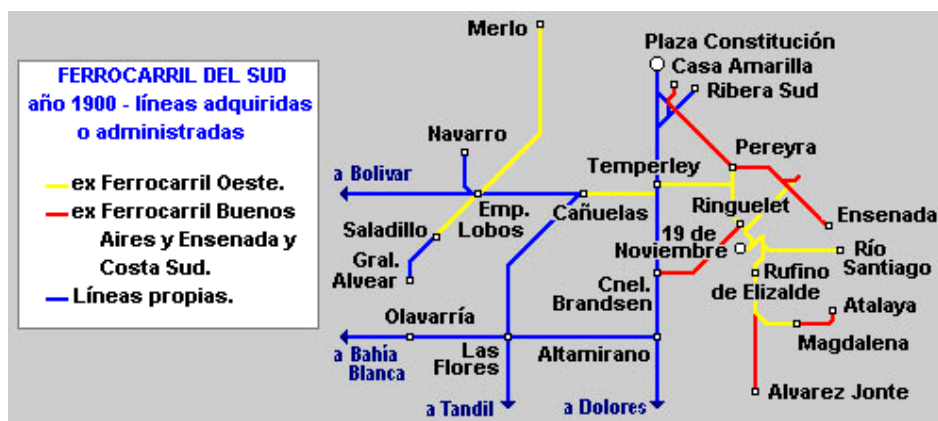 FERROCARRIL DEL SUD
año 1900 - líneas adquiridas
o administradas
ex Ferrocarril Oeste.
ex Ferrocarril Buenos
Aires y Ensenada y
Costa Sud.
Líneas propias.
Merlo
Plaza Constitución
Casa Amarilla
Ribera Sud
Navarro
Pereyra
Temperley
a Bolivar
Emp.
Lobos
Cañuelas
Ringuelet
Ensenada
Saladillo
19 de
Noviembre
Río
Santiago
Gral.
Alvear
Cnel.
Brandsen
Rufino
de Elizalde
Atalaya
Olavarría
Magdalena
a Bahía
Blanca
Las
Flores
Altamirano
Alvarez Jonte
a Tandil
a Dolores